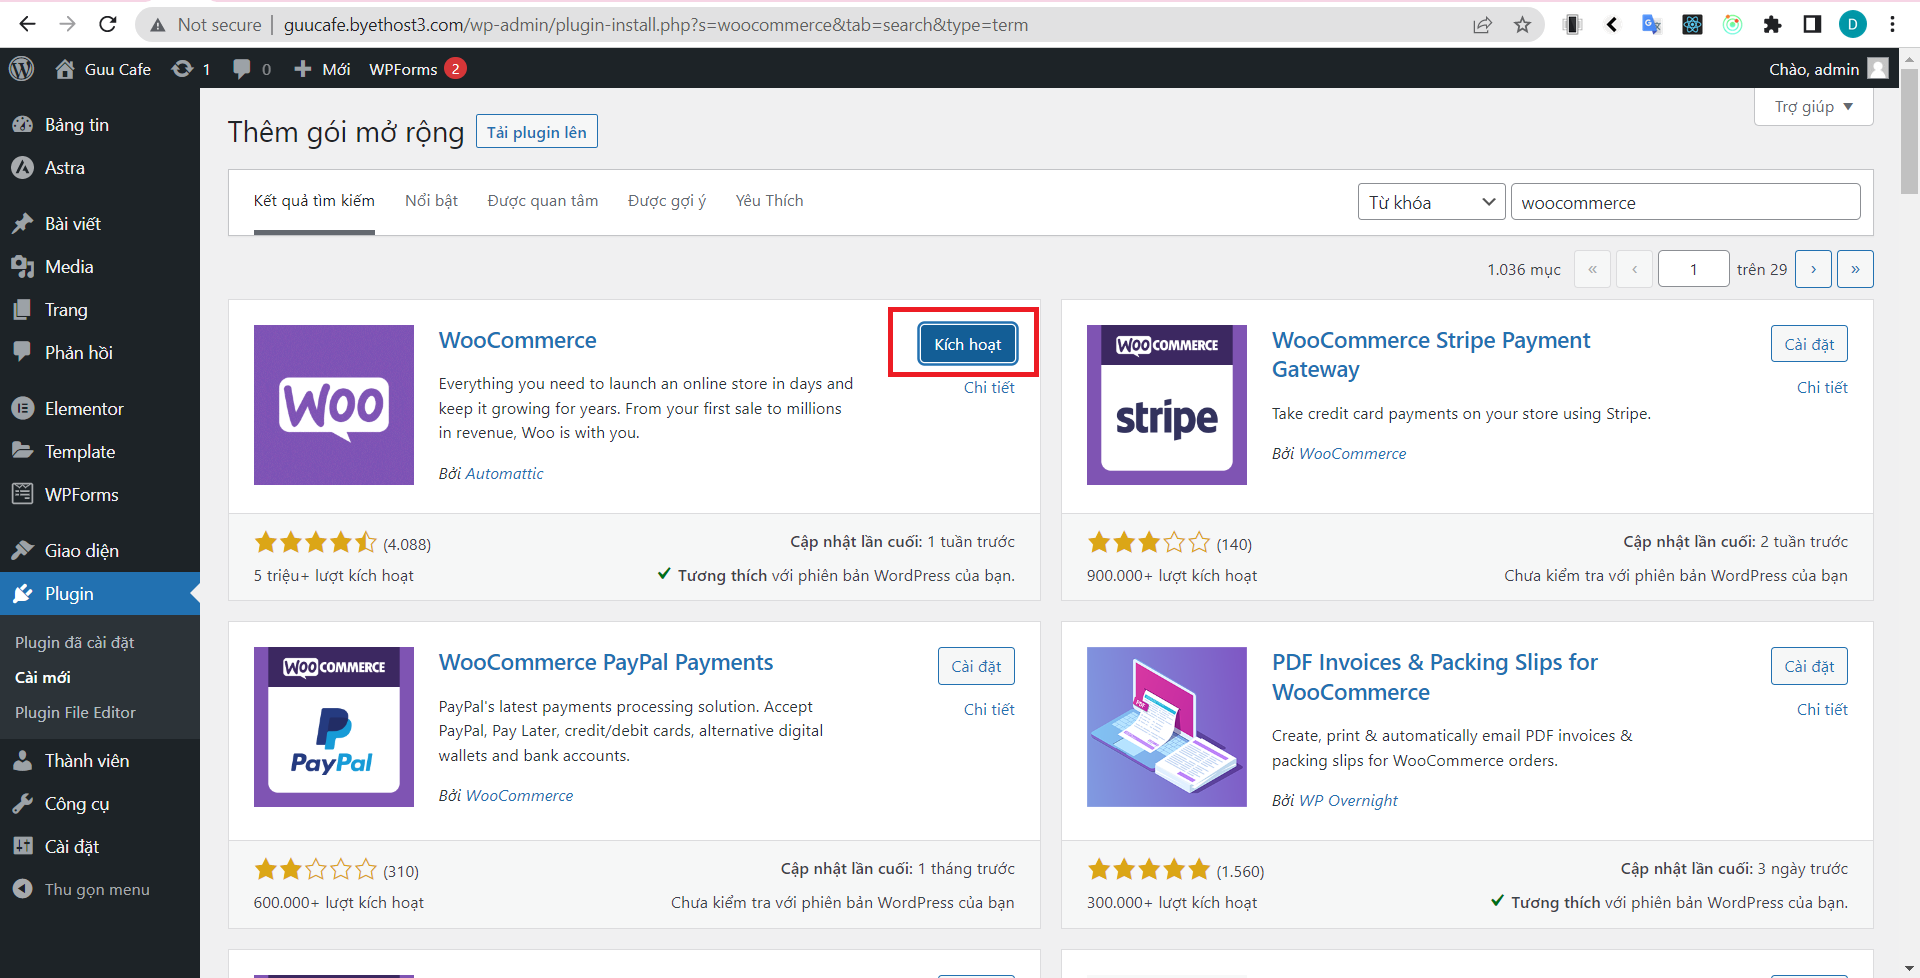 Not secure | guucafe.byethost3.com/wp-admin/plugin-install.php?s=woocommerce&tab=search&type=term
D
Guu Cafe 1 0 Mới WPForms 2
Chào, admin
Trợ giúp
Bảng tin
Astra
Bài viết
Media
Trang
Phản hồi
Elementor
Template
WPForms
Giao diện
Plugin
Plugin đã cài đặt
Cài mới
Plugin File Editor
Thành viên
Công cụ
Cài đặt
Thu gọn menu
Thêm gói mở rộng
Tải plugin lên
Kết quả tìm kiếm Nổi bật Được quan tâm Được gợi ý Yêu Thích
Từ khóa woocommerce
1.036 mục « ‹ 1 trên 29 › »
WOO
WooCommerce
Kích hoạt
Chi tiết
Everything you need to launch an online store in days and
keep it growing for years. From your first sale to millions
in revenue, Woo is with you.
Bởi Automattic
(4.088)
5 triệu+ lượt kích hoạt
Cập nhật lần cuối: 1 tuần trước
Tương thích với phiên bản WordPress của bạn.
WOO COMMERCE
stripe
WooCommerce Stripe Payment
Gateway
Cài đặt
Chi tiết
Take credit card payments on your store using Stripe.
Bởi WooCommerce
(140)
900.000+ lượt kích hoạt
Cập nhật lần cuối: 2 tuần trước
Chưa kiểm tra với phiên bản WordPress của bạn
WOO COMMERCE
PayPal
WooCommerce PayPal Payments
Cài đặt
Chi tiết
PayPal's latest payments processing solution. Accept
PayPal, Pay Later, credit/debit cards, alternative digital
wallets and bank accounts.
Bởi WooCommerce
(310)
600.000+ lượt kích hoạt
Cập nhật lần cuối: 1 tháng trước
Chưa kiểm tra với phiên bản WordPress của bạn
PDF
PDF Invoices & Packing Slips for
WooCommerce
Cài đặt
Chi tiết
Create, print & automatically email PDF invoices &
packing slips for WooCommerce orders.
Bởi WP Overnight
(1.560)
300.000+ lượt kích hoạt
Cập nhật lần cuối: 3 ngày trước
Tương thích với phiên bản WordPress của bạn.